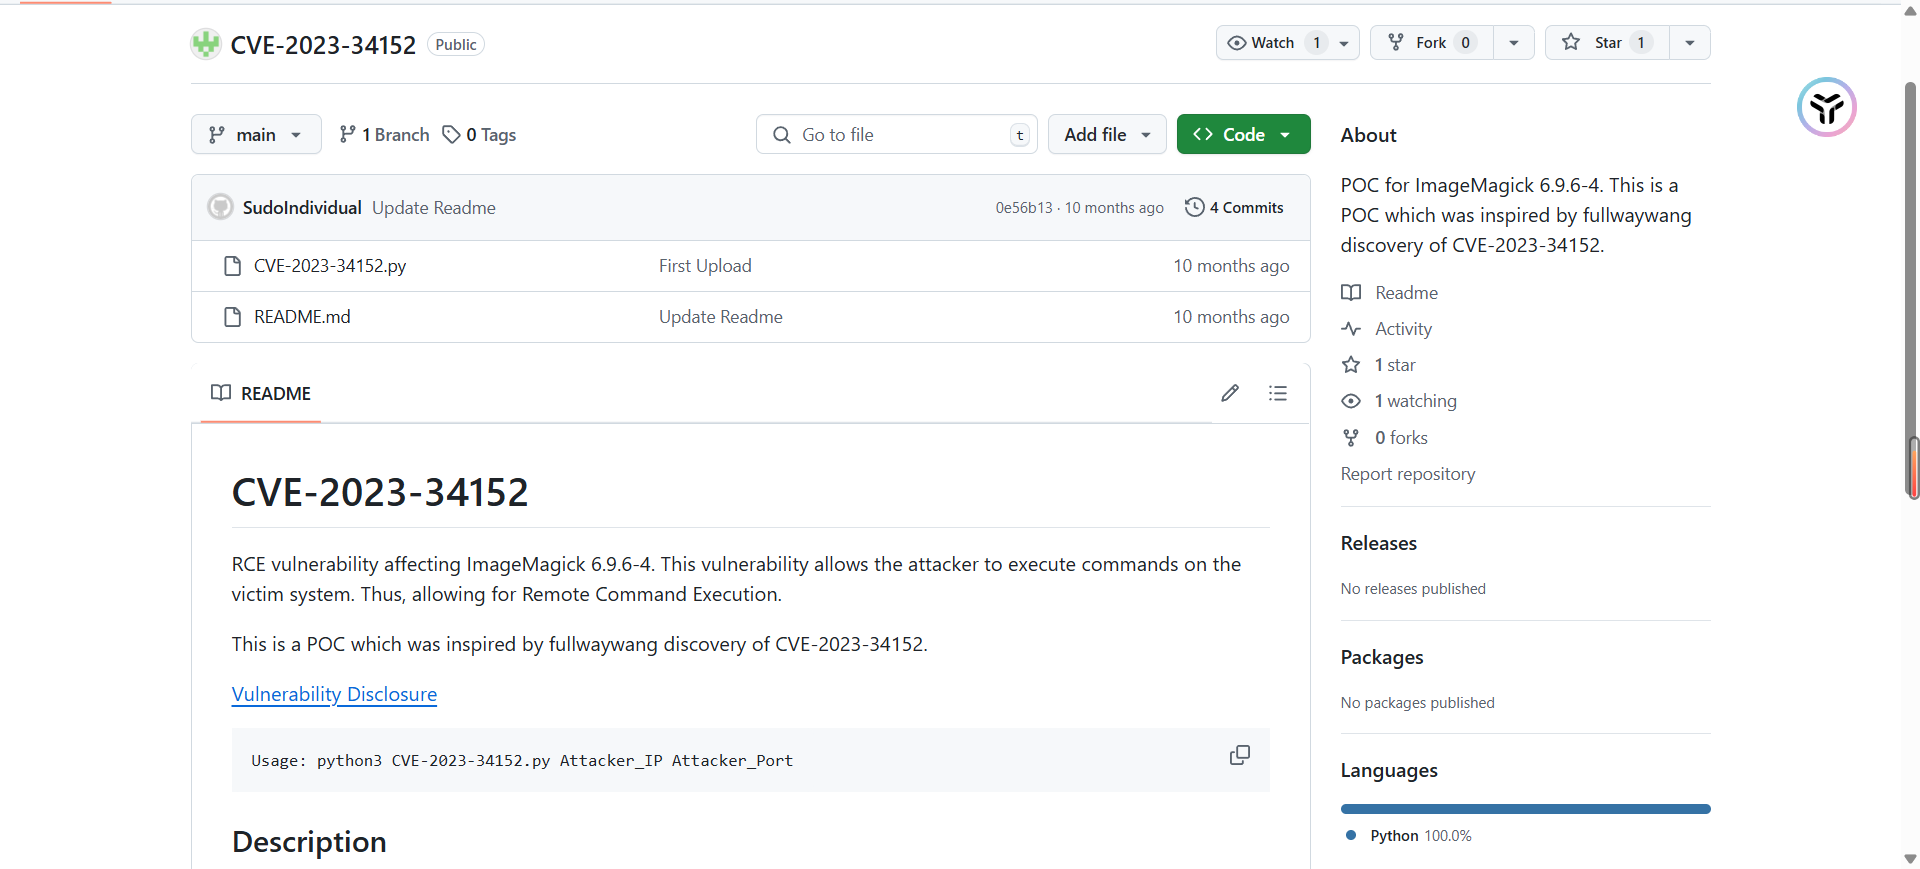 CVE-2023-34152 Public
Watch 1 Fork 0 Star 1
main 1 Branch 0 Tags Go to file t Add file Code
SudoIndividual Update Readme 0e56b13 · 10 months ago 4 Commits
CVE-2023-34152.py First Upload 10 months ago
README.md Update Readme 10 months ago
README
CVE-2023-34152
RCE vulnerability affecting ImageMagick 6.9.6-4. This vulnerability allows the attacker to execute commands on the
victim system. Thus, allowing for Remote Command Execution.
This is a POC which was inspired by fullwaywang discovery of CVE-2023-34152.
Vulnerability Disclosure
Usage: python3 CVE-2023-34152.py Attacker_IP Attacker_Port
Description
About
POC for ImageMagick 6.9.6-4. This is a
POC which was inspired by fullwaywang
discovery of CVE-2023-34152.
Readme
Activity
1 star
1 watching
0 forks
Report repository
Releases
No releases published
Packages
No packages published
Languages
Python 100.0%